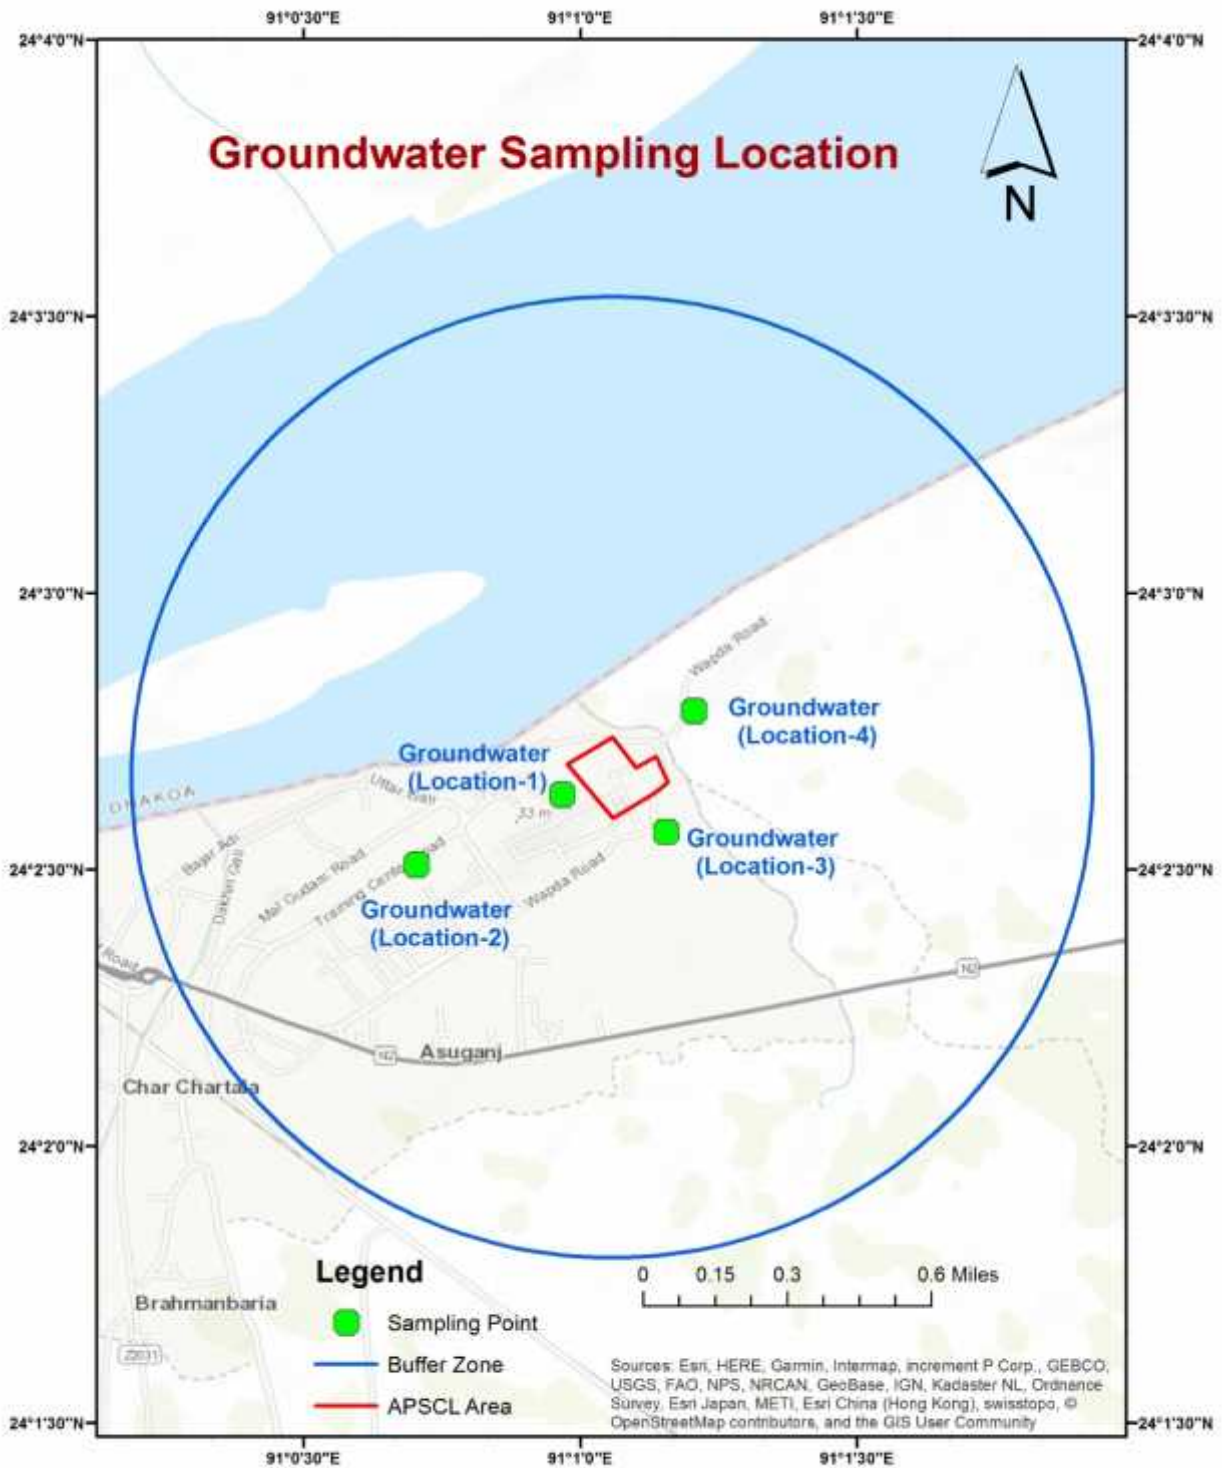 91°0'30"E 91°1'0"E 91°1'30"E
24°4'0"N 24°4'0"N
Groundwater Sampling Location
N
24°3'30"N 24°3'30"N
24°3'0"N 24°3'0"N
Wapda Road
Groundwater
(Location-4)
Groundwater
(Location-1)
Uttar Gati
33 m
Groundwater
(Location-3)
24°2'30"N 24°2'30"N
Mal Gudam Road
Training Center Road
Wapda Road
Groundwater
(Location-2)
Road
N2
N2
Asuganj
Char Chartala
24°2'0"N 24°2'0"N
Legend
0 0.15 0.3 0.6 Miles
Brahmanbaria
Sampling Point
Z2031
Buffer Zone
APSCL Area
Sources: Esri, HERE, Garmin, Intermap, increment P Corp., GEBCO,
USGS, FAO, NPS, NRCAN, GeoBase, IGN, Kadaster NL, Ordnance
Survey, Esri Japan, METI, Esri China (Hong Kong), swisstopo, ©
OpenStreetMap contributors, and the GIS User Community
24°1'30"N 24°1'30"N
91°0'30"E 91°1'0"E 91°1'30"E